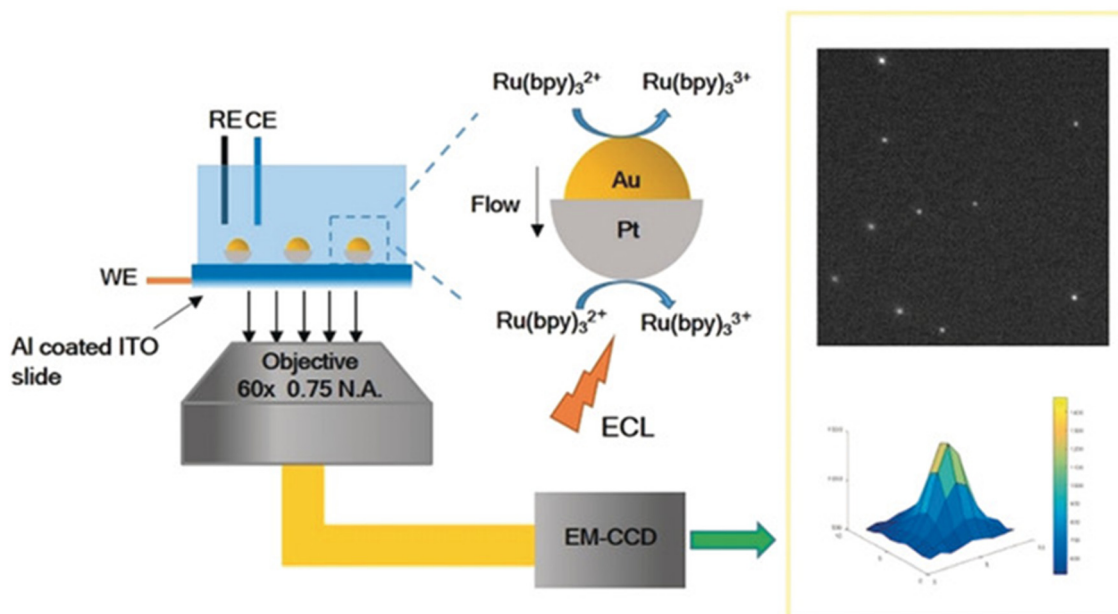 Ru(bpy)₃²⁺ Ru(bpy)₃³⁺
RE CE
Au
Flow
Pt
WE
Ru(bpy)₃²⁺ Ru(bpy)₃³⁺
Al coated ITO
slide
Objective
60x 0.75 N.A.
ECL
EM-CCD